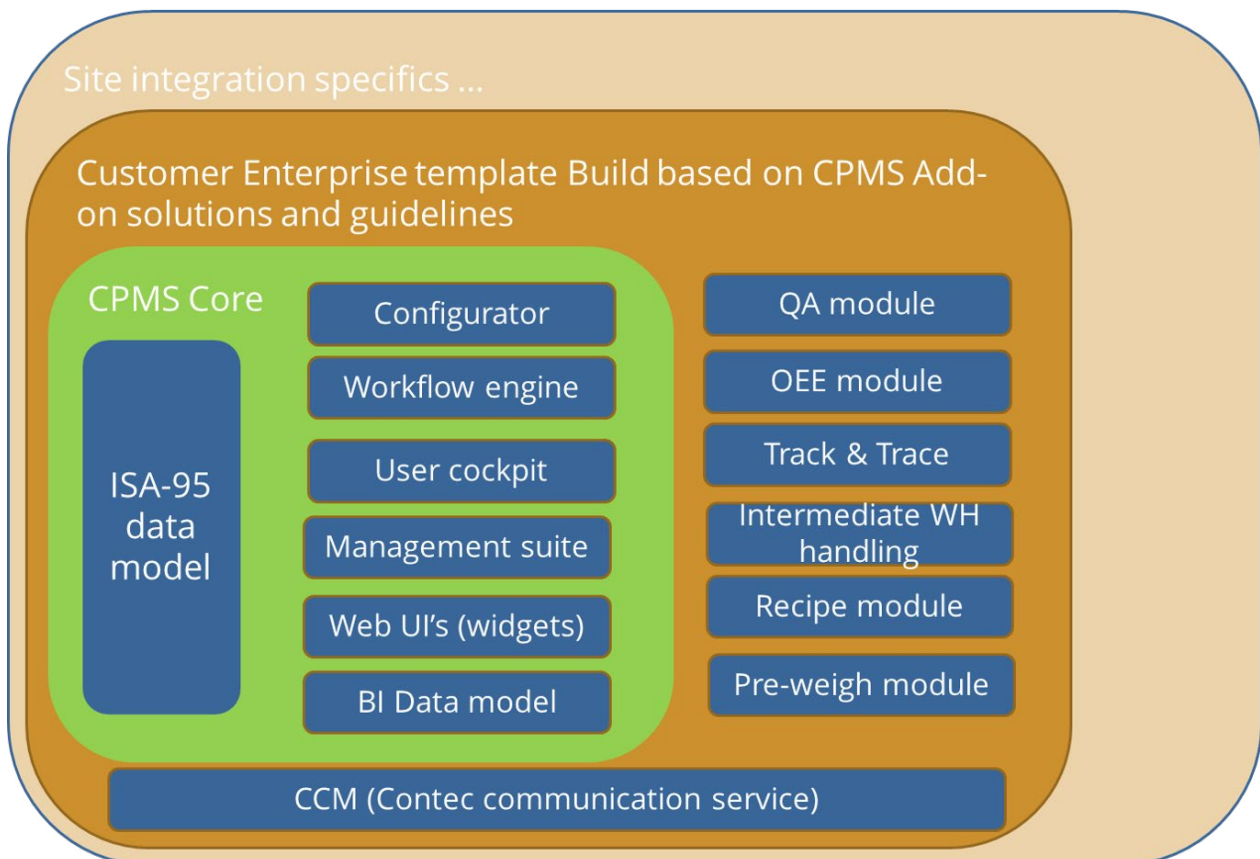 Site integration specifics ...
Customer Enterprise template Build based on CPMS Add-
on solutions and guidelines
CPMS Core
ISA-95
data
model
Configurator
Workflow engine
User cockpit
Management suite
Web UI's (widgets)
BI Data model
QA module
OEE module
Track & Trace
Intermediate WH
handling
Recipe module
Pre-weigh module
CCM (Contec communication service)